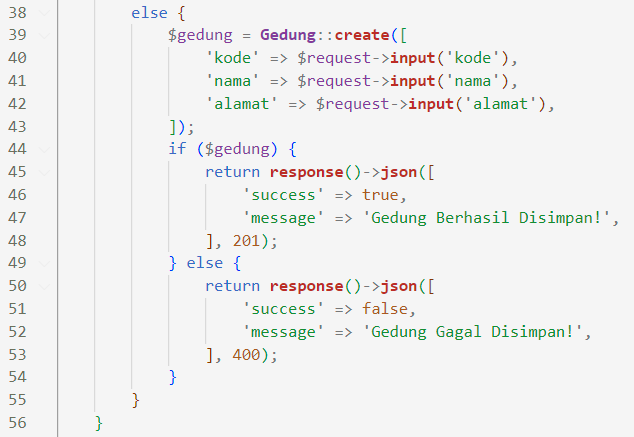 38 else {
39 $gedung = Gedung::create([
40 'kode' => $request->input('kode'),
41 'nama' => $request->input('nama'),
42 'alamat' => $request->input('alamat'),
43 ]);
44 if ($gedung) {
45 return response()->json([
46 'success' => true,
47 'message' => 'Gedung Berhasil Disimpan!',
48 ], 201);
49 } else {
50 return response()->json([
51 'success' => false,
52 'message' => 'Gedung Gagal Disimpan!',
53 ], 400);
54 }
55 }
56 }